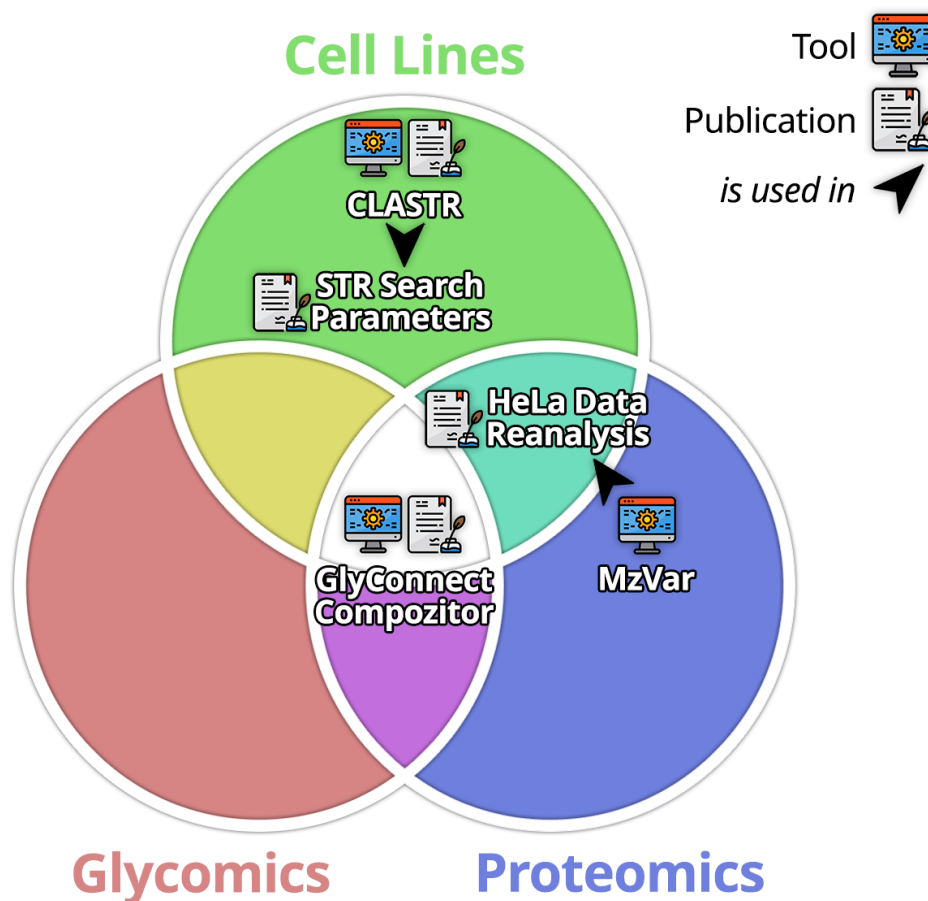 Cell Lines
Tool
Publication
is used in
CLASTR
STR Search
Parameters
HeLa Data
Reanalysis
GlyConnect
Compozitor
MzVar
Glycomics
Proteomics